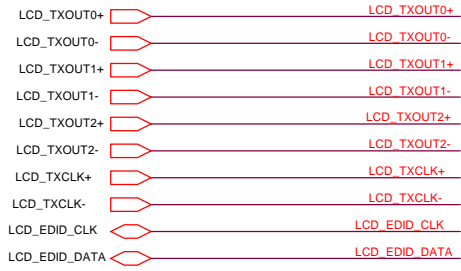 LCD_TXOUT0+ LCD_TXOUT0+
LCD_TXOUT0- LCD_TXOUT0-
LCD_TXOUT1+ LCD_TXOUT1+
LCD_TXOUT1- LCD_TXOUT1-
LCD_TXOUT2+ LCD_TXOUT2+
LCD_TXOUT2- LCD_TXOUT2-
LCD_TXCLK+ LCD_TXCLK+
LCD_TXCLK- LCD_TXCLK-
LCD_EDID_CLK LCD_EDID_CLK
LCD_EDID_DATA LCD_EDID_DATA